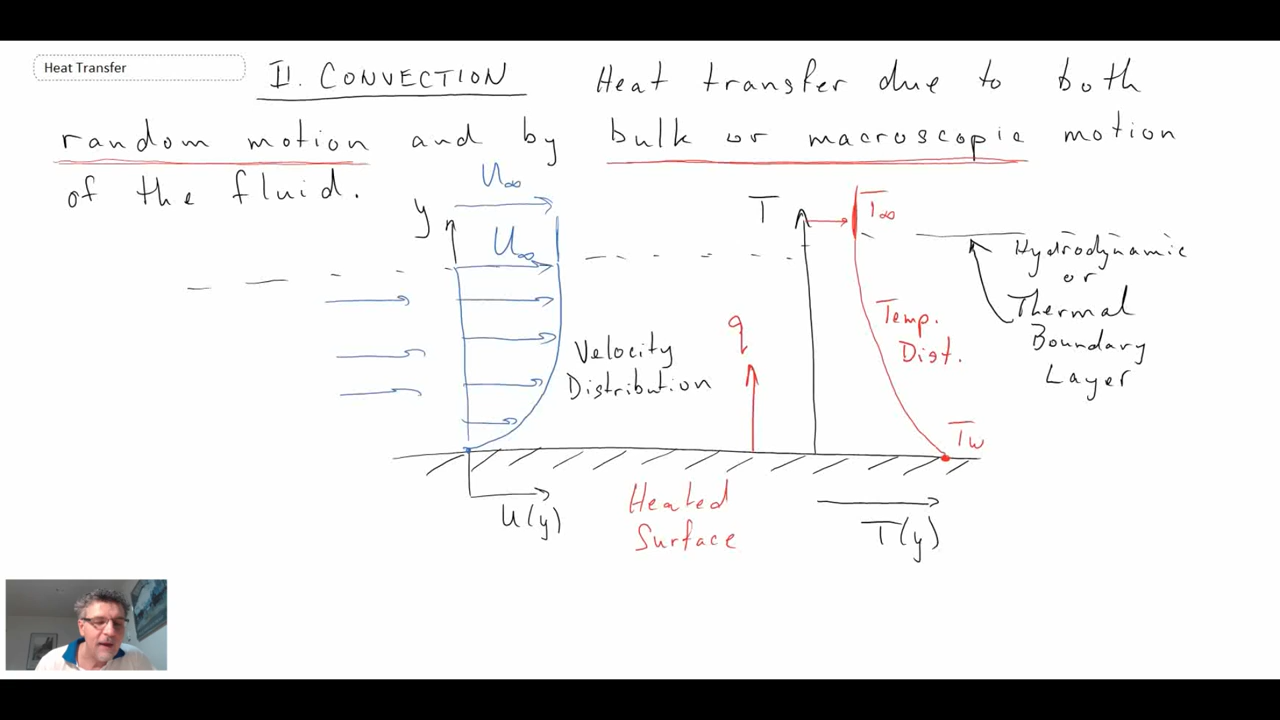 Heat Transfer
II. CONVECTION Heat transfer due to both
random motion and by bulk or macroscopic motion
of the fluid.
U∞
y
U∞
T
T∞
Hydrodynamic
or
Thermal
Boundary
Layer
Temp.
Dist.
q
Velocity
Distribution
Tw
Heated
Surface
U(y)
T(y)